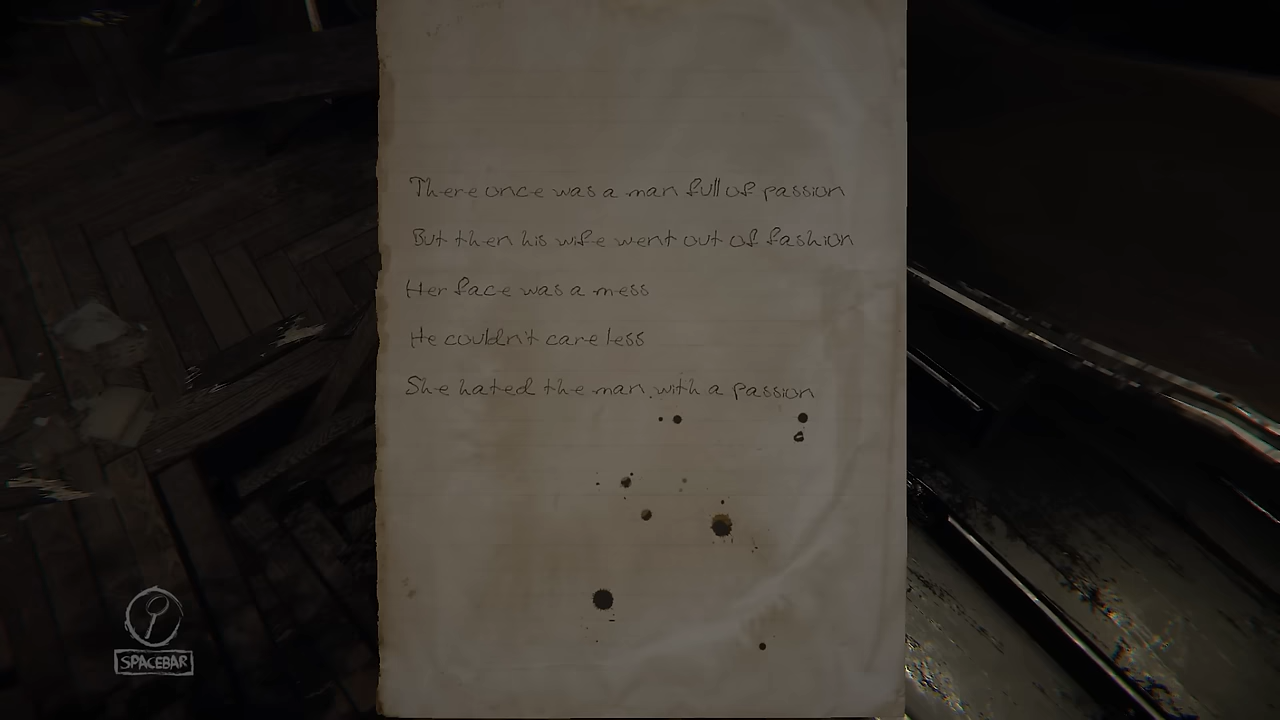 There once was a man full of passion
But then his wife went out of fashion
Her face was a mess
He couldn't care less
She hated the man, with a passion
SPACEBAR